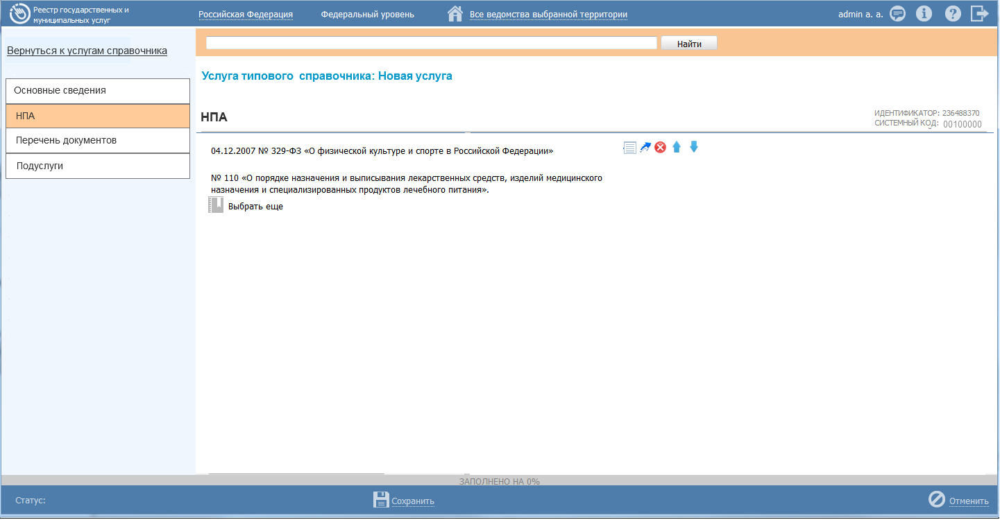 Реестр государственных и
муниципальных услуг
Российская Федерация
Федеральный уровень
Все ведомства выбранной территории
admin a. a.
Вернуться к услугам справочника
Найти
Основные сведения
НПА
Перечень документов
Подуслуги
Услуга типового справочника: Новая услуга
НПА
ИДЕНТИФИКАТОР: 236488370
СИСТЕМНЫЙ КОД: 00100000
04.12.2007 № 329-ФЗ «О физической культуре и спорте в Российской Федерации»
№ 110 «О порядке назначения и выписывания лекарственных средств, изделий медицинского
назначения и специализированных продуктов лечебного питания».
Выбрать еще
ЗАПОЛНЕНО НА 0%
Статус:
Сохранить
Отменить